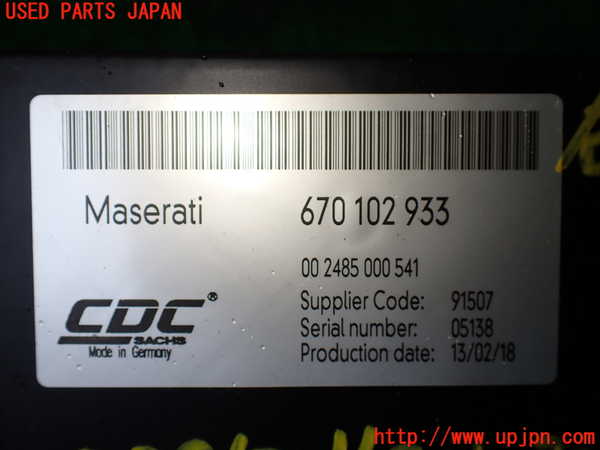 USED PARTS JAPAN
Maserati 670 102 933
00 2485 000 541
CDC®
SACHS
Made in Germany
Supplier Code: 91507
Serial number: 05138
Production date: 13/02/18
http://www.upjpn.com/